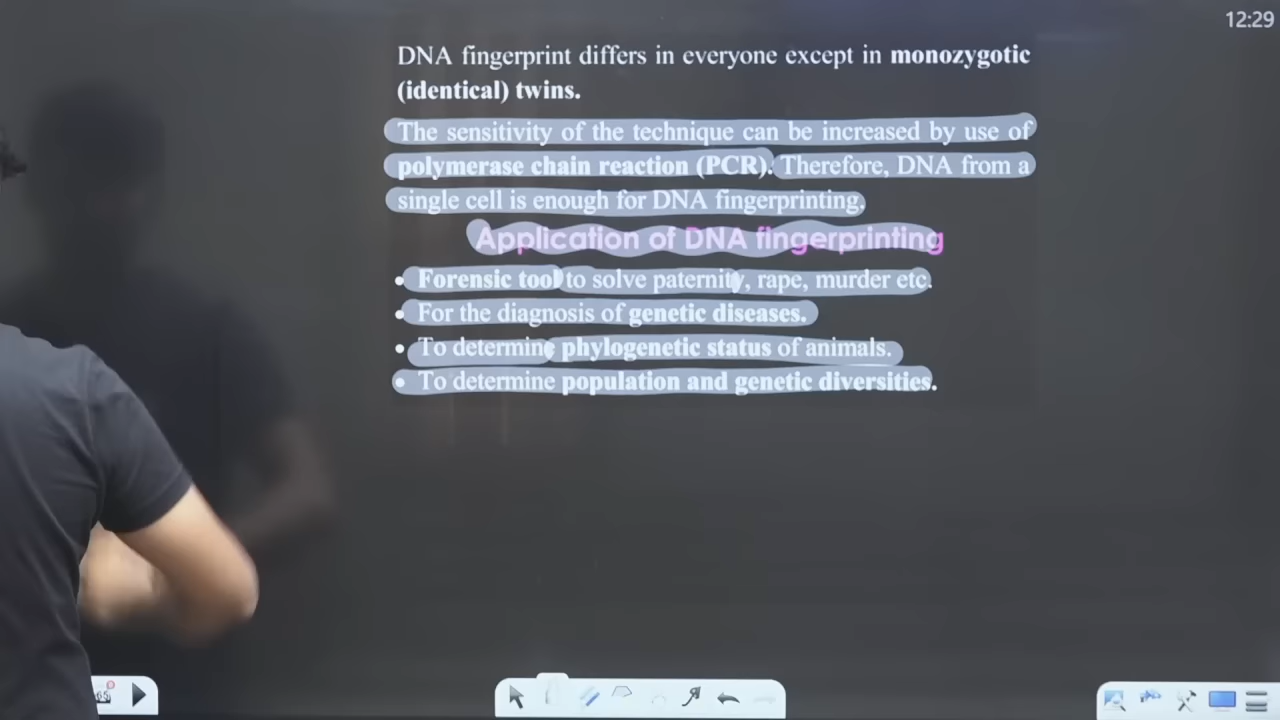 12:29
DNA fingerprint differs in everyone except in monozygotic
(identical) twins.
The sensitivity of the technique can be increased by use of
polymerase chain reaction (PCR). Therefore, DNA from a
single cell is enough for DNA fingerprinting.
Application of DNA fingerprinting
• Forensic tool to solve paternity, rape, murder etc.
• For the diagnosis of genetic diseases.
• To determine phylogenetic status of animals.
• To determine population and genetic diversities.